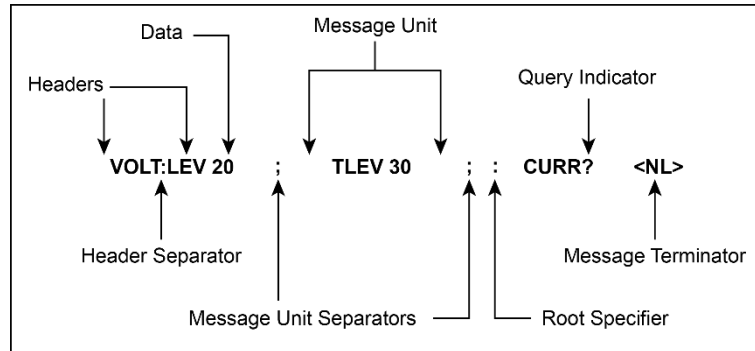 Data
Message Unit
Headers
Query Indicator
VOLT:LEV 20 ; TLEV 30 ; : CURR? <NL>
Header Separator
Message Terminator
Message Unit Separators
Root Specifier